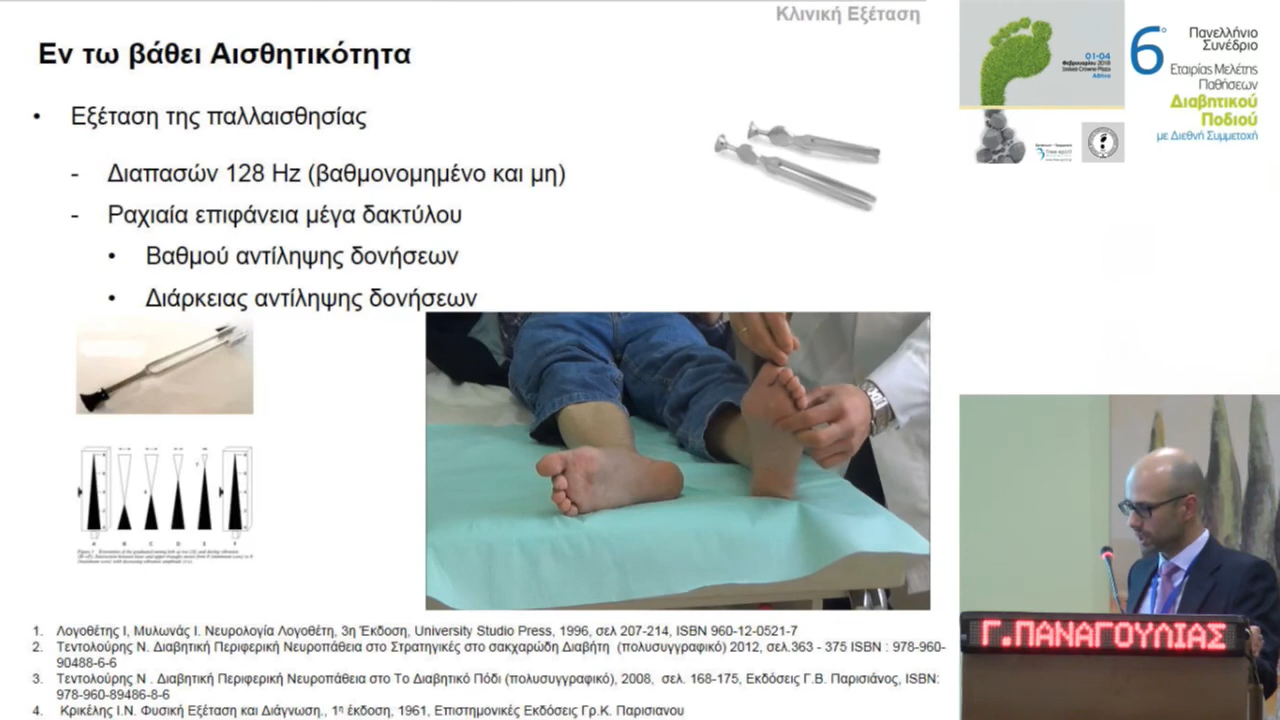 Κλινική Εξέταση
Εν τω βάθει Αισθητικότητα
• Εξέταση της παλλαισθησίας
- Διαπασών 128 Hz (βαθμονομημένο και μη)
- Ραχιαία επιφάνεια μέγα δακτύλου
• Βαθμού αντίληψης δονήσεων
• Διάρκειας αντίληψης δονήσεων
A B C D E F
1. Λογοθέτης Ι, Μυλωνάς Ι. Νευρολογία Λογοθέτη, 3η Έκδοση, University Studio Press, 1996, σελ 207-214, ISBN 960-12-0521-7
2. Τεντολούρης Ν. Διαβητική Περιφερική Νευροπάθεια στο Στρατηγικές στο σακχαρώδη Διαβήτη (πολυσυγγραφικό) 2012, σελ.363 - 375 ISBN : 978-960-
90488-6-6
3. Τεντολούρης Ν . Διαβητική Περιφερική Νευροπάθεια στο Το Διαβητικό Πόδι (πολυσυγγραφικό), 2008, σελ. 168-175, Εκδόσεις Γ.Β. Παρισιάνος, ISBN:
978-960-89486-8-6
4. Κρικέλης Ι.Ν. Φυσική Εξέταση και Διάγνωση., 1η έκδοση, 1961, Επιστημονικές Εκδόσεις Γρ.Κ. Παρισιανου
01-04
Φεβρουαρίου 2018
Αθήνα
6ο
Πανελλήνιο
Συνέδριο
Εταιρίας Μελέτης
Παθήσεων
Διαβητικού
Ποδιού
με Διεθνή Συμμετοχή
Γ.ΠΑΝΑΓΟΥΛΙΑΣ